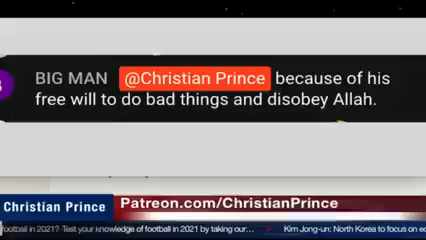 BIG MAN @Christian Prince because of his
free will to do bad things and disobey Allah.
Christian Prince
Patreon.com/ChristianPrince
football in 2021? Test your knowledge of football in 2021 by taking our... Kim Jong-un: North Korea to focus on